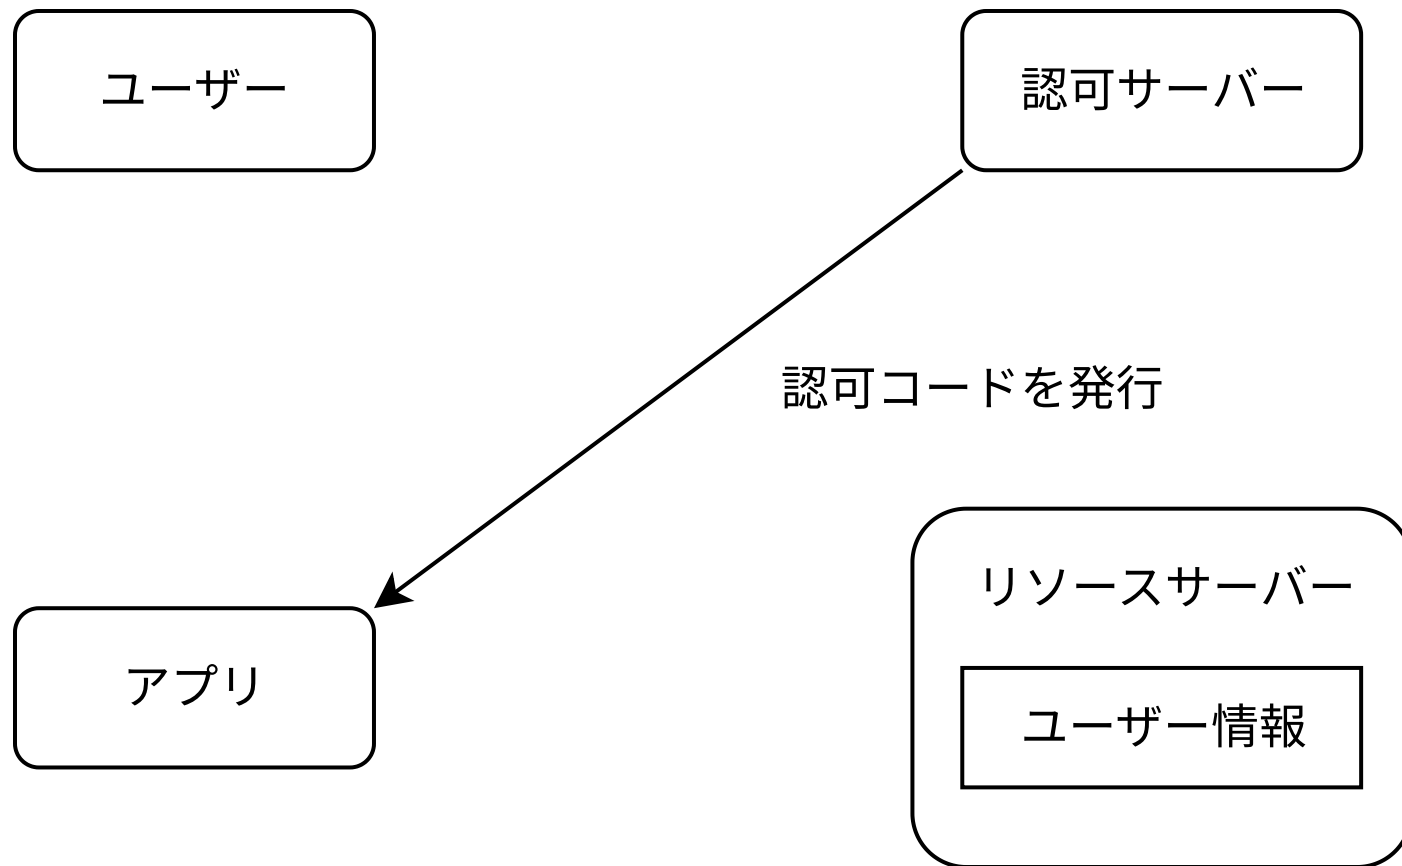 ユーザー
認可サーバー
認可コードを発行
リソースサーバー
アプリ
ユーザー情報